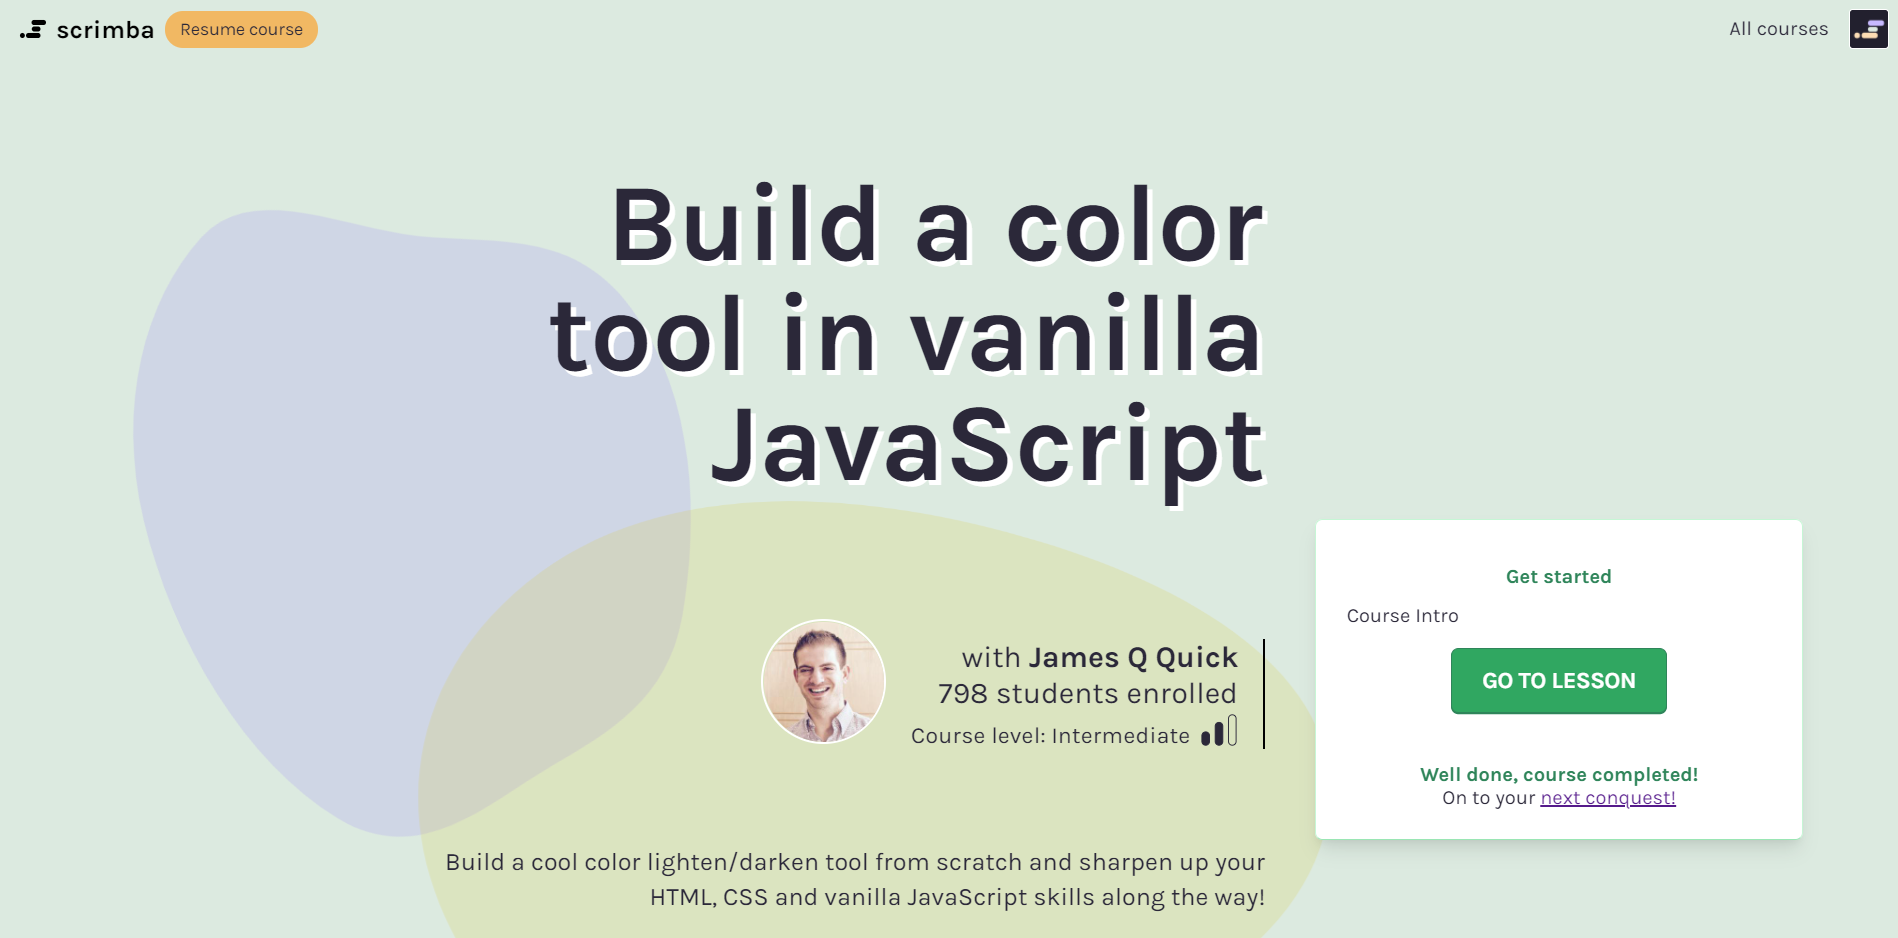 scrimba
Resume course
All courses
Build a color
tool in vanilla
JavaScript
with James Q Quick
798 students enrolled
Course level: Intermediate
Build a cool color lighten/darken tool from scratch and sharpen up your
HTML, CSS and vanilla JavaScript skills along the way!
Get started
Course Intro
GO TO LESSON
Well done, course completed!
On to your next conquest!